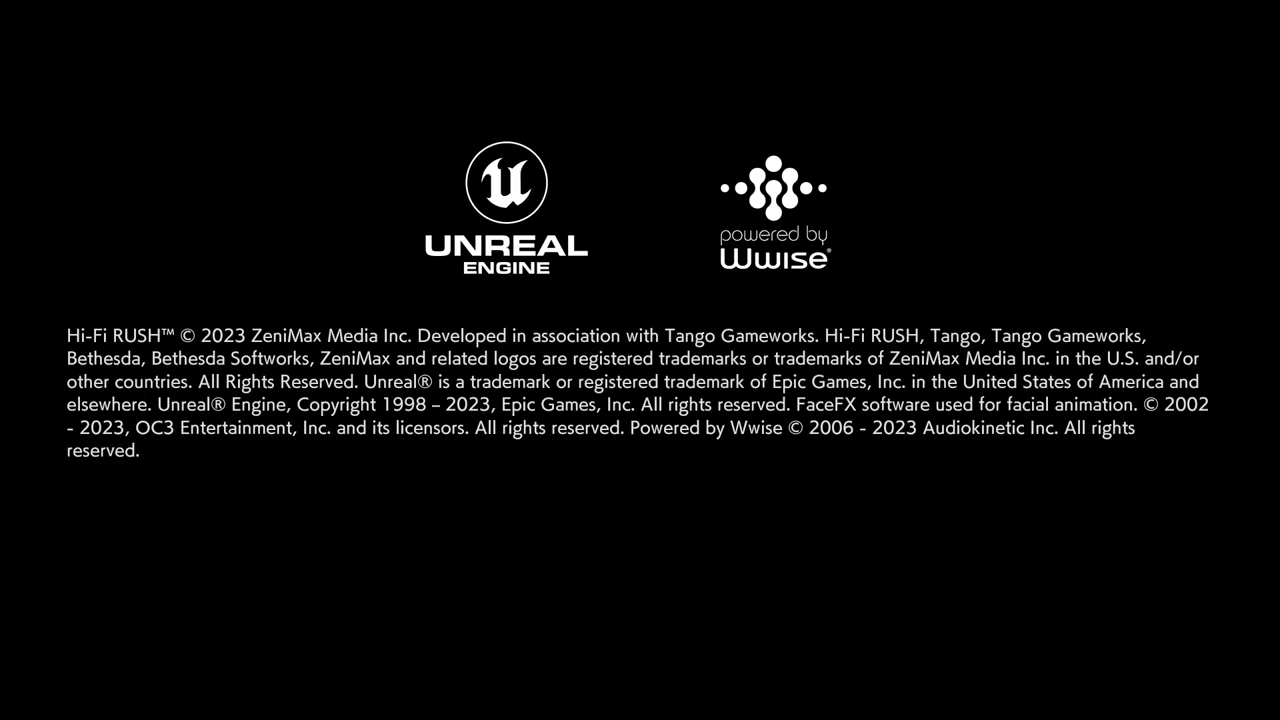 UNREAL
ENGINE
powered by
Wwise®
Hi-Fi RUSH™ © 2023 ZeniMax Media Inc. Developed in association with Tango Gameworks. Hi-Fi RUSH, Tango, Tango Gameworks,
Bethesda, Bethesda Softworks, ZeniMax and related logos are registered trademarks or trademarks of ZeniMax Media Inc. in the U.S. and/or
other countries. All Rights Reserved. Unreal® is a trademark or registered trademark of Epic Games, Inc. in the United States of America and
elsewhere. Unreal® Engine, Copyright 1998 – 2023, Epic Games, Inc. All rights reserved. FaceFX software used for facial animation. © 2002
- 2023, OC3 Entertainment, Inc. and its licensors. All rights reserved. Powered by Wwise © 2006 - 2023 Audiokinetic Inc. All rights
reserved.